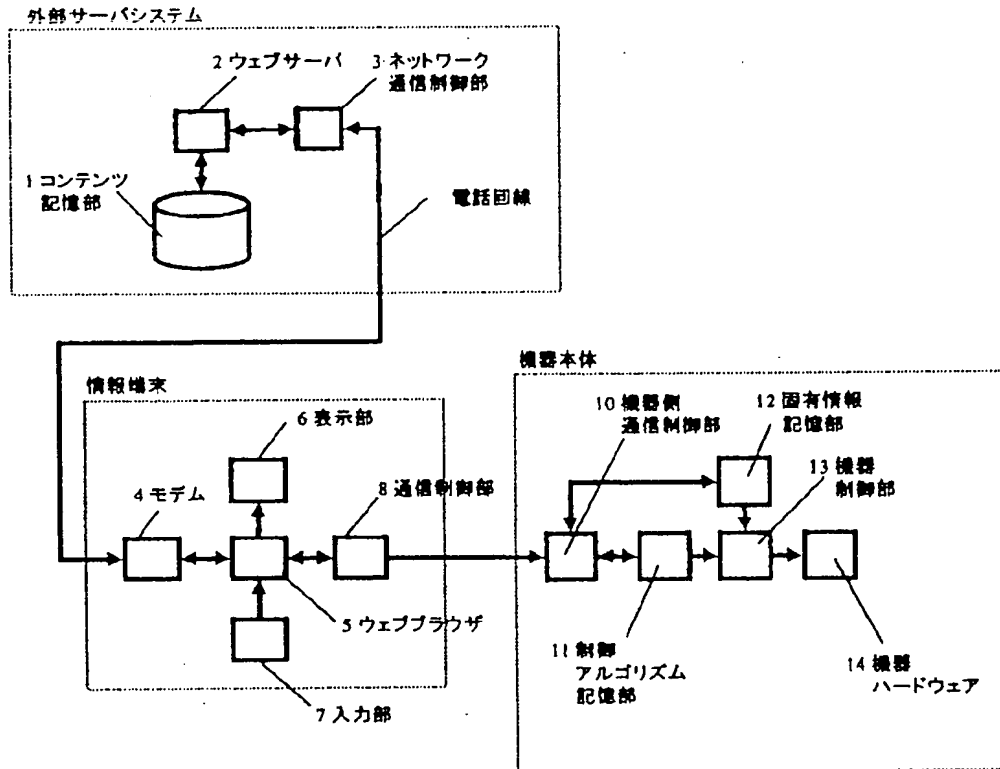 外部サーバシステム
2 ウェブサーバ
3 ネットワーク
通信制御部
1 コンテンツ
記憶部
電話回線
情報端末
6 表示部
4 モデム
8 通信制御部
5 ウェブブラウザ
7 入力部
機器本体
10 機器側
通信制御部
12 固有情報
記憶部
13 機器
制御部
11 制御
アルゴリズム
記憶部
14 機器
ハードウェア